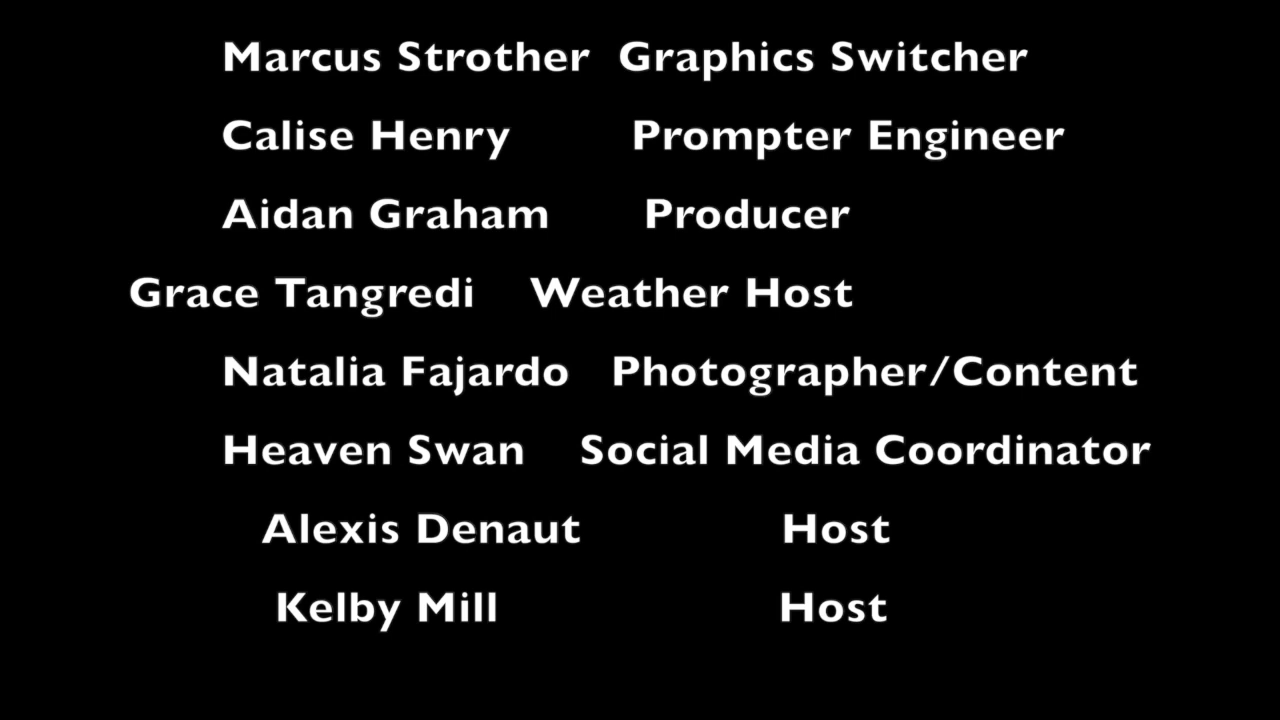 Marcus Strother Graphics Switcher
Calise Henry Prompter Engineer
Aidan Graham Producer
Grace Tangredi Weather Host
Natalia Fajardo Photographer/Content
Heaven Swan Social Media Coordinator
Alexis Denaut Host
Kelby Mill Host